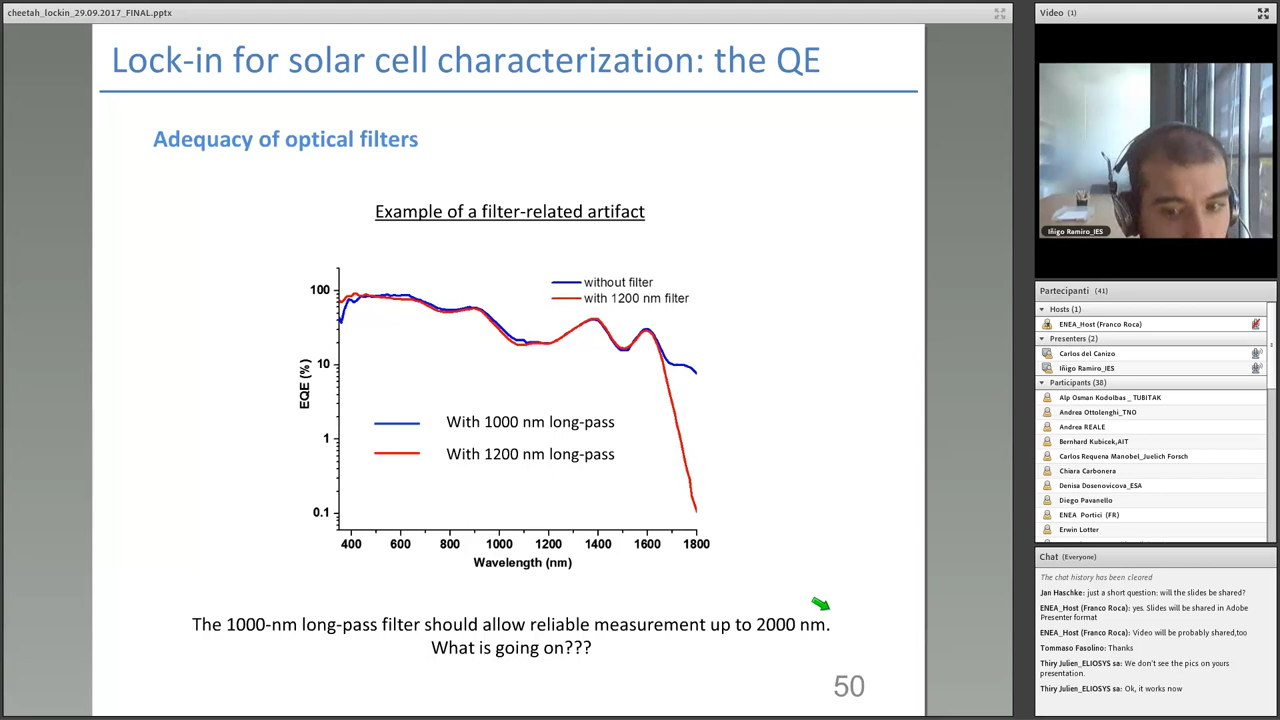 cheetah_lockin_29.09.2017_FINAL.pptx
Lock-in for solar cell characterization: the QE
Adequacy of optical filters
Example of a filter-related artifact
without filter
with 1200 nm filter
100
10
1
0.1
EQE (%)
With 1000 nm long-pass
With 1200 nm long-pass
400 600 800 1000 1200 1400 1600 1800
Wavelength (nm)
The 1000-nm long-pass filter should allow reliable measurement up to 2000 nm.
What is going on???
50
Video (1)
Iñigo Ramiro_IES
Partecipanti (41)
Hosts (1)
ENEA_Host (Franco Roca)
Presenters (2)
Carlos del Canizo
Iñigo Ramiro_IES
Participants (38)
Alp Osman Kodolbas _ TUBITAK
Andrea Ottolenghi_TNO
Andrea REALE
Bernhard Kubicek,AIT
Carlos Requena Manobel_Juelich Forsch
Chiara Carbonera
Denisa Dosenovicova_ESA
Diego Pavanello
ENEA Portici (FR)
Erwin Lotter
Chat (Everyone)
The chat history has been cleared
Jan Haschke: just a short question: will the slides be shared?
ENEA_Host (Franco Roca): yes. Slides will be shared in Adobe
Presenter format
ENEA_Host (Franco Roca): Video will be probably shared,too
Tommaso Fasolino: Thanks
Thiry Julien_ELIOSYS sa: We don't see the pics on yours
presentation.
Thiry Julien_ELIOSYS sa: Ok, it works now